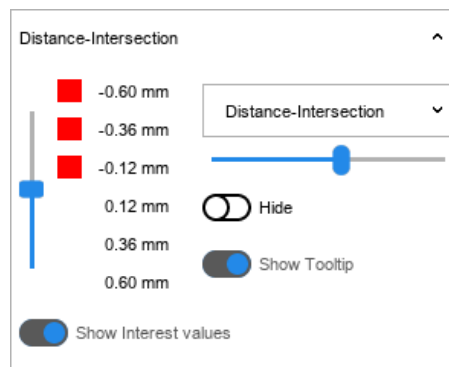 Distance-Intersection
-0.60 mm
-0.36 mm
-0.12 mm
0.12 mm
0.36 mm
0.60 mm
Distance-Intersection
Hide
Show Tooltip
Show Interest values